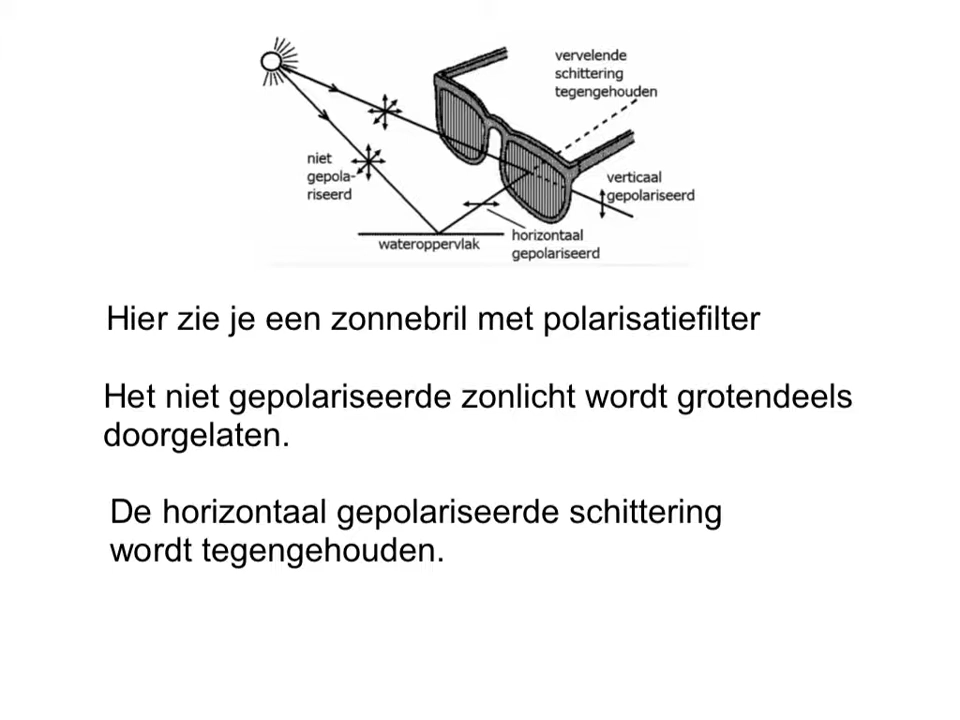 vervelende
schittering
tegengehouden
niet
gepola-
riseerd
verticaal
gepolariseerd
wateroppervlak
horizontaal
gepolariseerd
Hier zie je een zonnebril met polarisatiefilter
Het niet gepolariseerde zonlicht wordt grotendeels
doorgelaten.
De horizontaal gepolariseerde schittering
wordt tegengehouden.